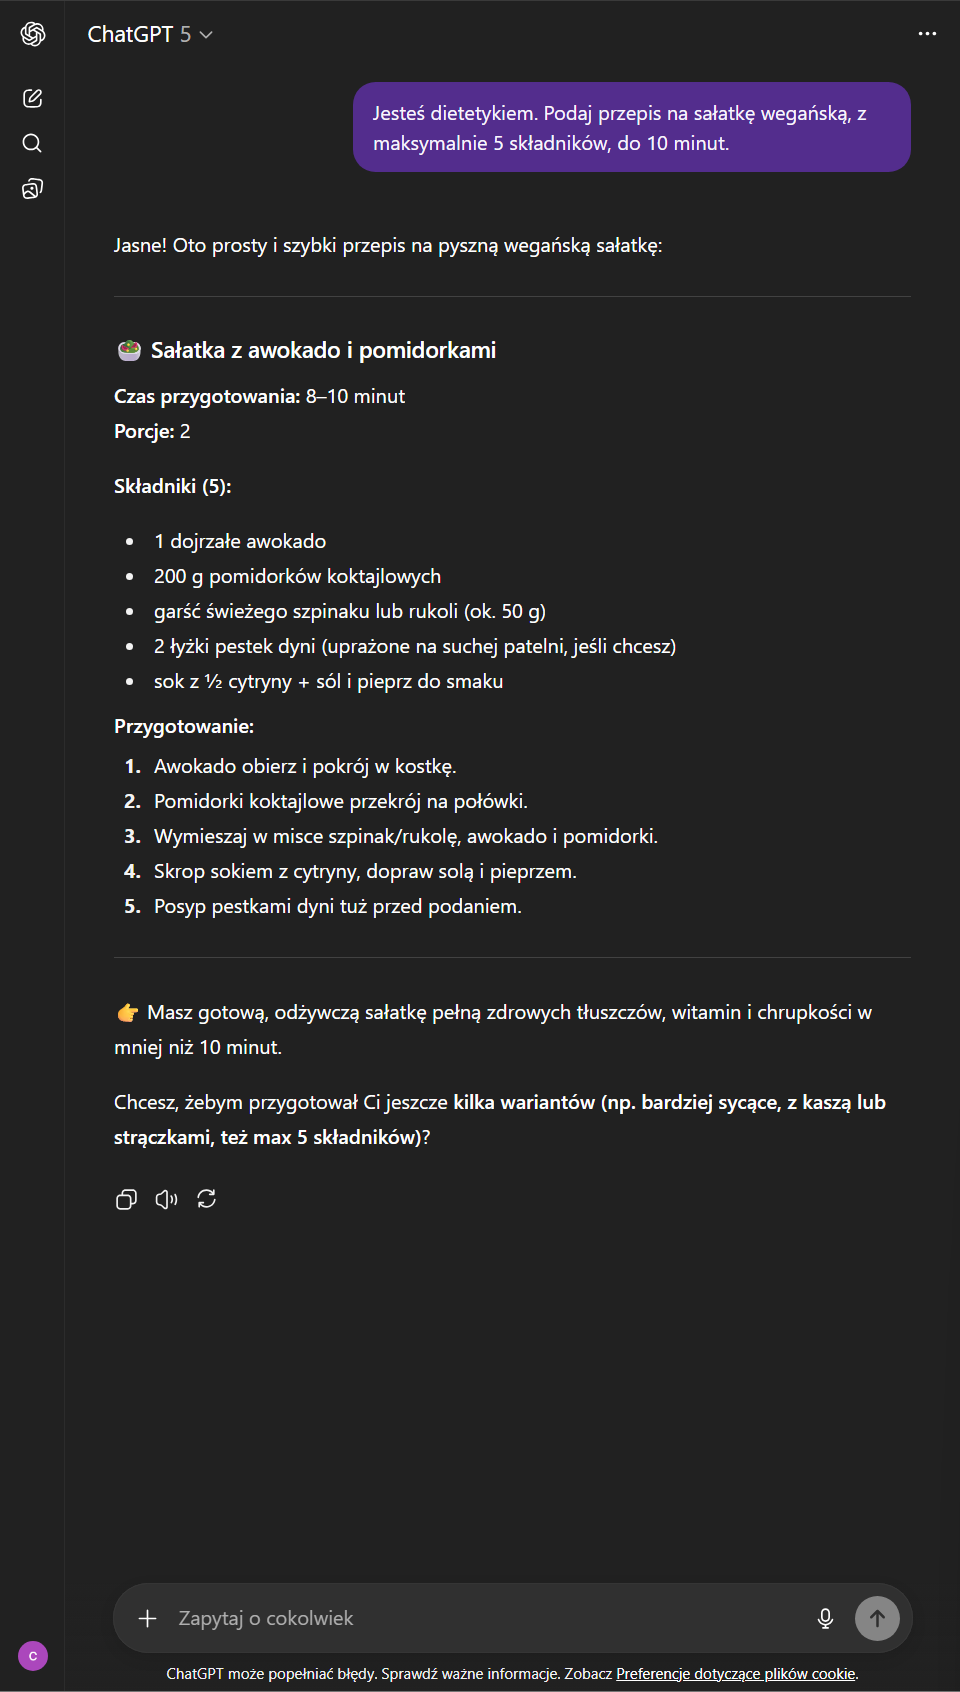 ChatGPT 5
Jesteś dietetykiem. Podaj przepis na sałatkę wegańską, z
maksymalnie 5 składników, do 10 minut.
Jasne! Oto prosty i szybki przepis na pyszną wegańską sałatkę:
🥗 Sałatka z awokado i pomidorkami
Czas przygotowania: 8–10 minut
Porcje: 2
Składniki (5):
• 1 dojrzałe awokado
• 200 g pomidorków koktajlowych
• garść świeżego szpinaku lub rukoli (ok. 50 g)
• 2 łyżki pestek dyni (uprażone na suchej patelni, jeśli chcesz)
• sok z ½ cytryny + sól i pieprz do smaku
Przygotowanie:
1. Awokado obierz i pokrój w kostkę.
2. Pomidorki koktajlowe przekrój na połówki.
3. Wymieszaj w misce szpinak/rukolę, awokado i pomidorki.
4. Skrop sokiem z cytryny, dopraw solą i pieprzem.
5. Posyp pestkami dyni tuż przed podaniem.
👉 Masz gotową, odżywczą sałatkę pełną zdrowych tłuszczów, witamin i chrupkości w
mniej niż 10 minut.
Chcesz, żebym przygotował Ci jeszcze kilka wariantów (np. bardziej sycące, z kaszą lub
strączkami, też max 5 składników)?
Zapytaj o cokolwiek
C
ChatGPT może popełniać błędy. Sprawdź ważne informacje. Zobacz Preferencje dotyczące plików cookie.